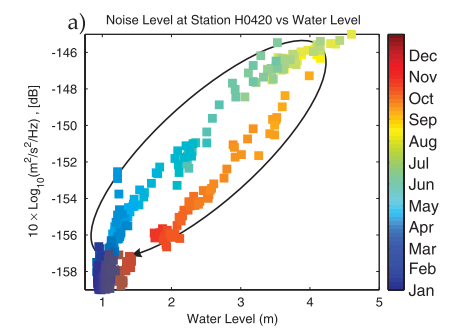 a) Noise Level at Station H0420 vs Water Level
10 × Log10(m²/s²/Hz) , [dB]
-146
-148
-150
-152
-154
-156
-158
1 2 3 4 5
Water Level (m)
Dec
Nov
Oct
Sep
Aug
Jul
Jun
May
Apr
Mar
Feb
Jan